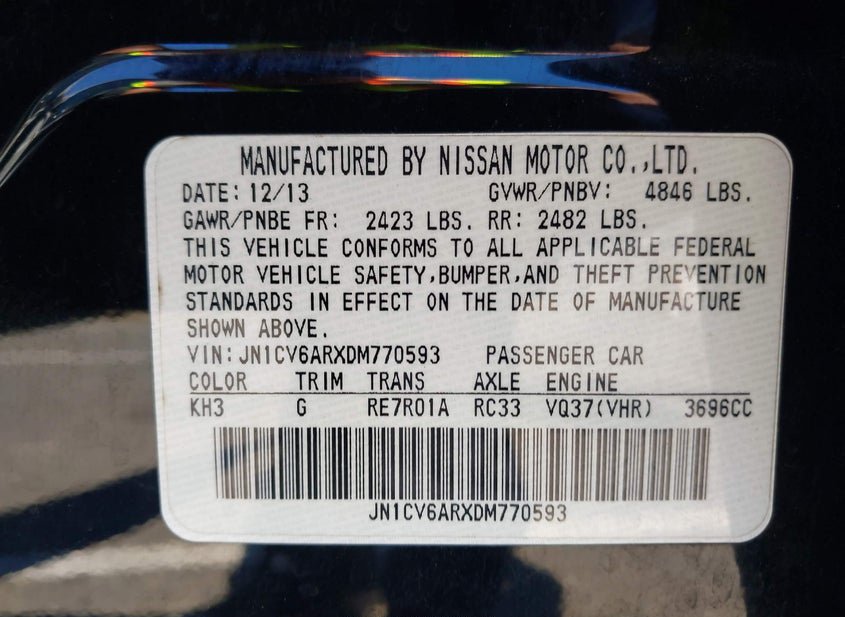 MANUFACTURED BY NISSAN MOTOR CO.,LTD.
DATE: 12/13 GVWR/PNBV: 4846 LBS.
GAWR/PNBE FR: 2423 LBS. RR: 2482 LBS.
THIS VEHICLE CONFORMS TO ALL APPLICABLE FEDERAL
MOTOR VEHICLE SAFETY,BUMPER,AND THEFT PREVENTION
STANDARDS IN EFFECT ON THE DATE OF MANUFACTURE
SHOWN ABOVE.
VIN: JN1CV6ARXDM770593 PASSENGER CAR
COLOR TRIM TRANS AXLE ENGINE
KH3 G RE7R01A RC33 VQ37(VHR) 3696CC
JN1CV6ARXDM770593